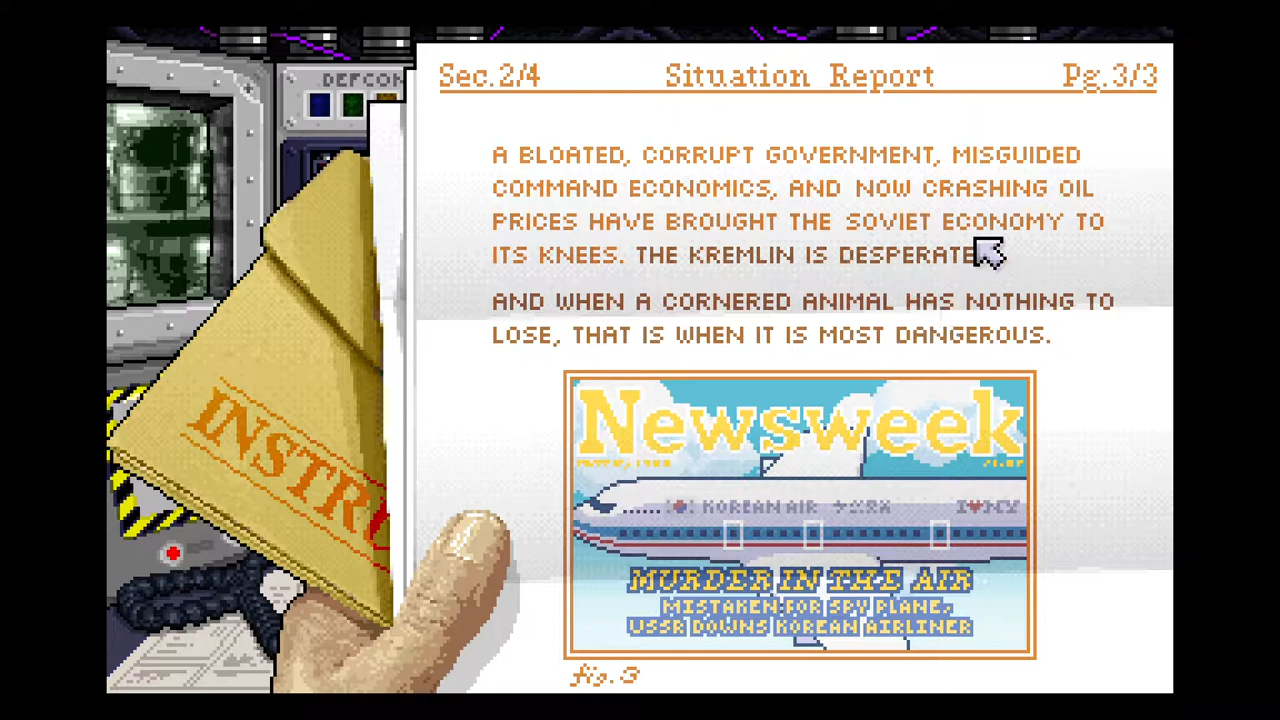 DEFCON
Sec.2/4 Situation Report Pg.3/3
A BLOATED, CORRUPT GOVERNMENT, MISGUIDED
COMMAND ECONOMICS, AND NOW CRASHING OIL
PRICES HAVE BROUGHT THE SOVIET ECONOMY TO
ITS KNEES. THE KREMLIN IS DESPERATE
AND WHEN A CORNERED ANIMAL HAS NOTHING TO
LOSE, THAT IS WHEN IT IS MOST DANGEROUS.
INSTRU
Newsweek
KOREAN AIR
I♥NY
MURDER IN THE AIR
MISTAKEN FOR SPY PLANE,
USSR DOWNS KOREAN AIRLINER
fig.3